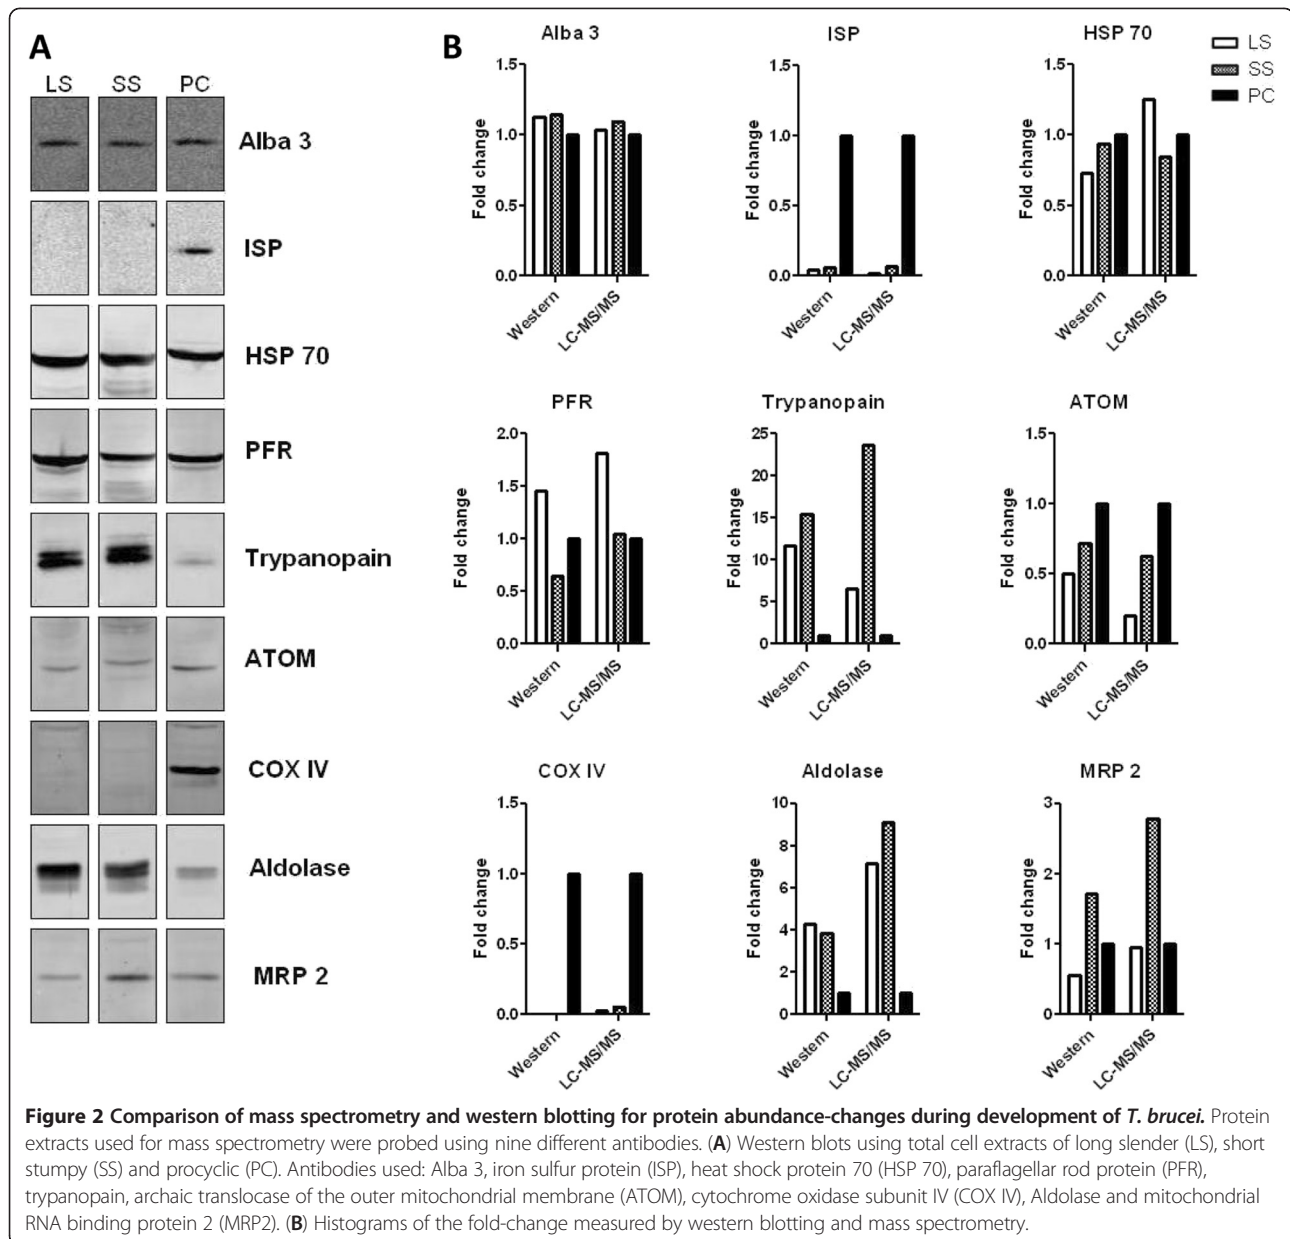 A
LS SS PC
Alba 3
ISP
HSP 70
PFR
Trypanopain
ATOM
COX IV
Aldolase
MRP 2
B
LS
SS
PC
Alba 3
Fold change
1.5
1.0
0.5
0.0
Western
LC-MS/MS
ISP
Fold change
1.5
1.0
0.5
0.0
Western
LC-MS/MS
HSP 70
Fold change
1.5
1.0
0.5
0.0
Western
LC-MS/MS
PFR
Fold change
2.0
1.5
1.0
0.5
0.0
Western
LC-MS/MS
Trypanopain
Fold change
25
20
15
10
5
0
Western
LC-MS/MS
ATOM
Fold change
1.5
1.0
0.5
0.0
Western
LC-MS/MS
COX IV
Fold change
1.5
1.0
0.5
0.0
Western
LC-MS/MS
Aldolase
Fold change
10
8
6
4
2
0
Western
LC-MS/MS
MRP 2
Fold change
3
2
1
0
Western
LC-MS/MS
Figure 2 Comparison of mass spectrometry and western blotting for protein abundance-changes during development of T. brucei. Protein
extracts used for mass spectrometry were probed using nine different antibodies. (A) Western blots using total cell extracts of long slender (LS), short
stumpy (SS) and procyclic (PC). Antibodies used: Alba 3, iron sulfur protein (ISP), heat shock protein 70 (HSP 70), paraflagellar rod protein (PFR),
trypanopain, archaic translocase of the outer mitochondrial membrane (ATOM), cytochrome oxidase subunit IV (COX IV), Aldolase and mitochondrial
RNA binding protein 2 (MRP2). (B) Histograms of the fold-change measured by western blotting and mass spectrometry.